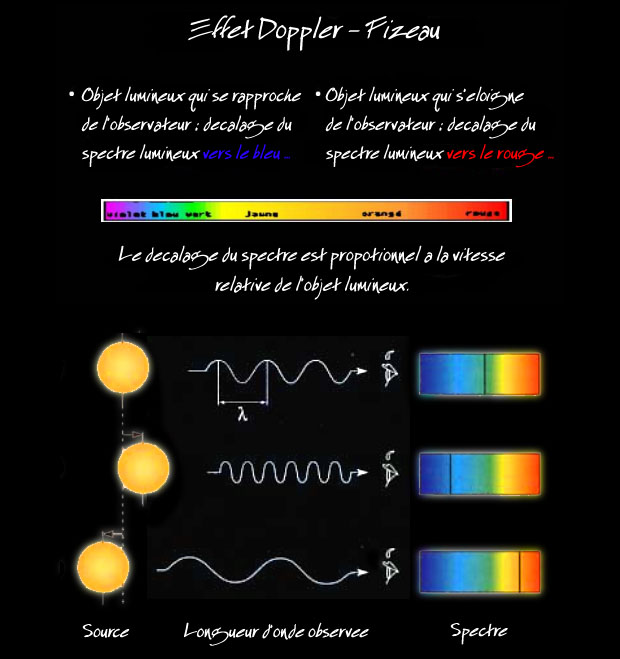 Effet Doppler - Fizeau
• Objet lumineux qui se rapproche
de l'observateur : decalage du
spectre lumineux vers le bleu ...
• Objet lumineux qui s'eloigne
de l'observateur : decalage du
spectre lumineux vers le rouge ...
violet bleu vert jaune orangé rouge
Le decalage du spectre est propotionnel a la vitesse
relative de l'objet lumineux.
λ
Source Longueur d'onde observee Spectre